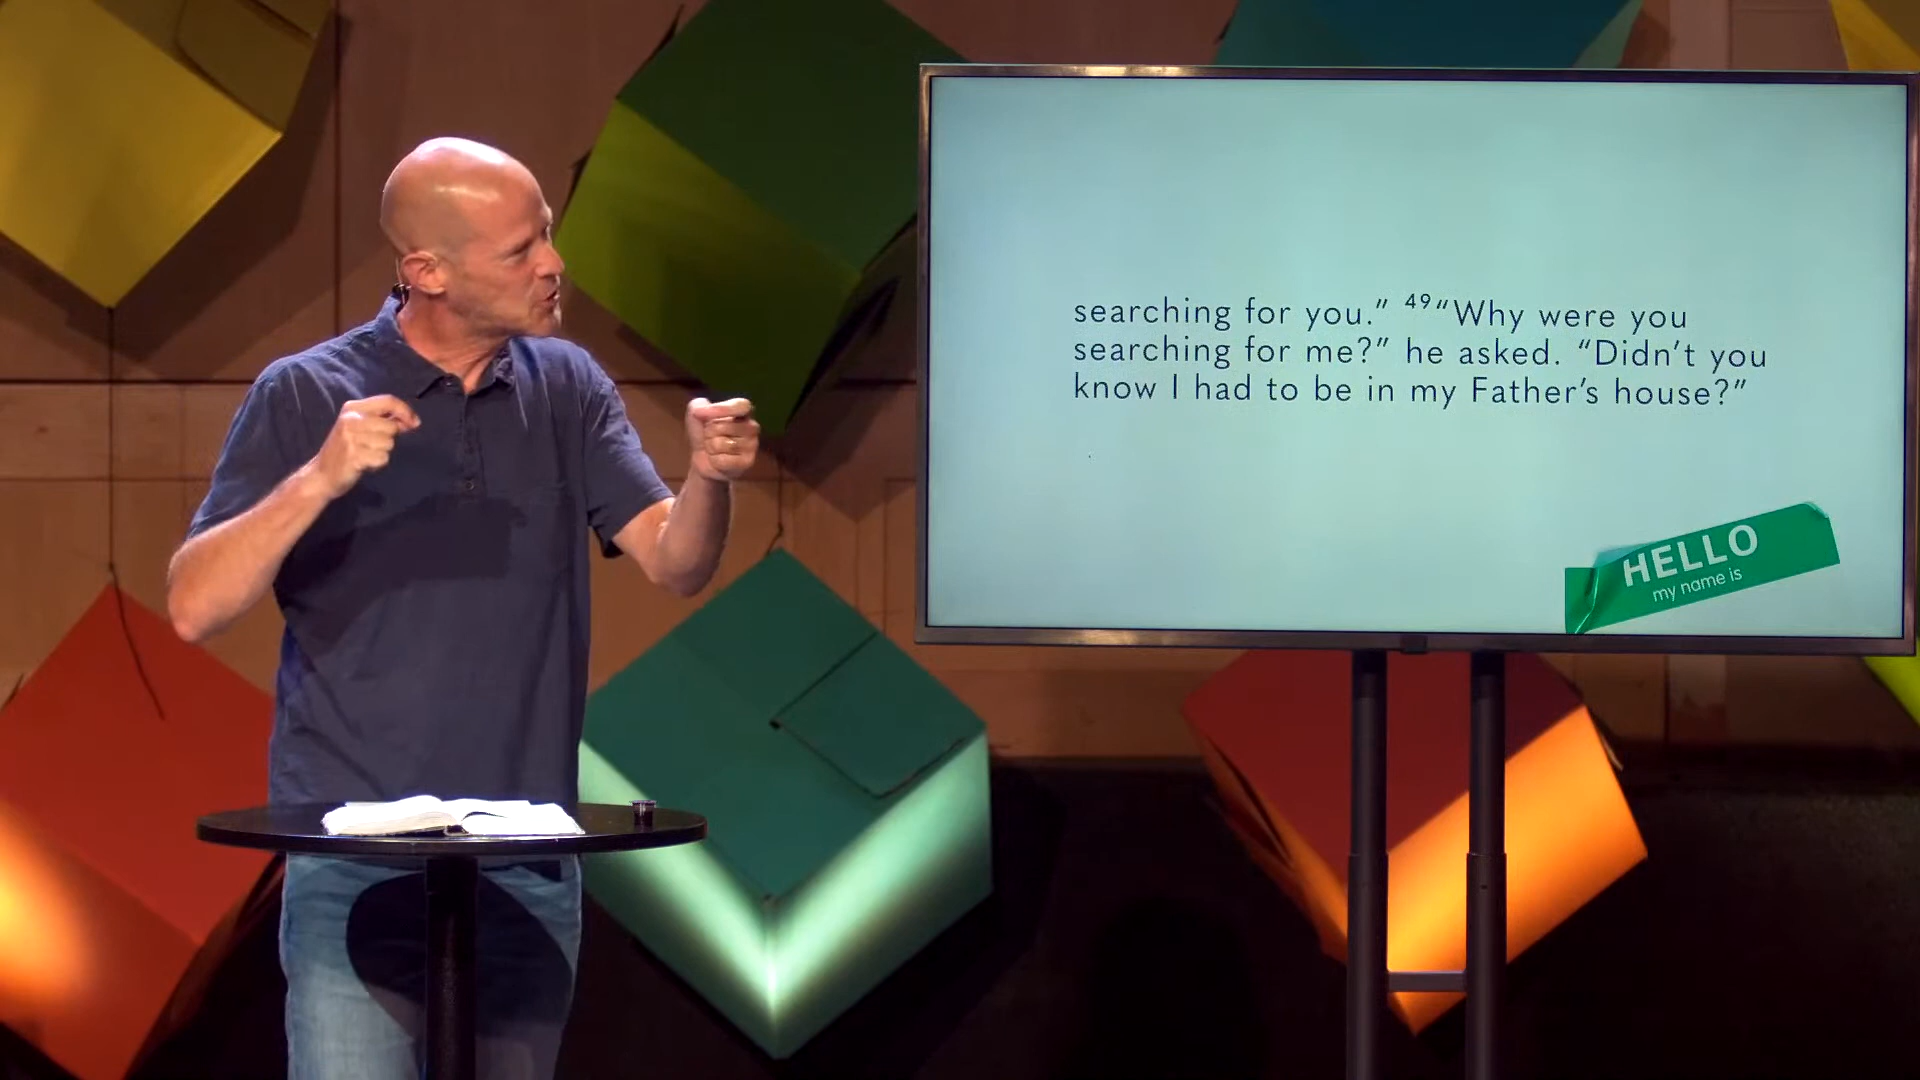 searching for you.” ⁴⁹“Why were you
searching for me?” he asked. “Didn’t you
know I had to be in my Father’s house?”
HELLO
my name is